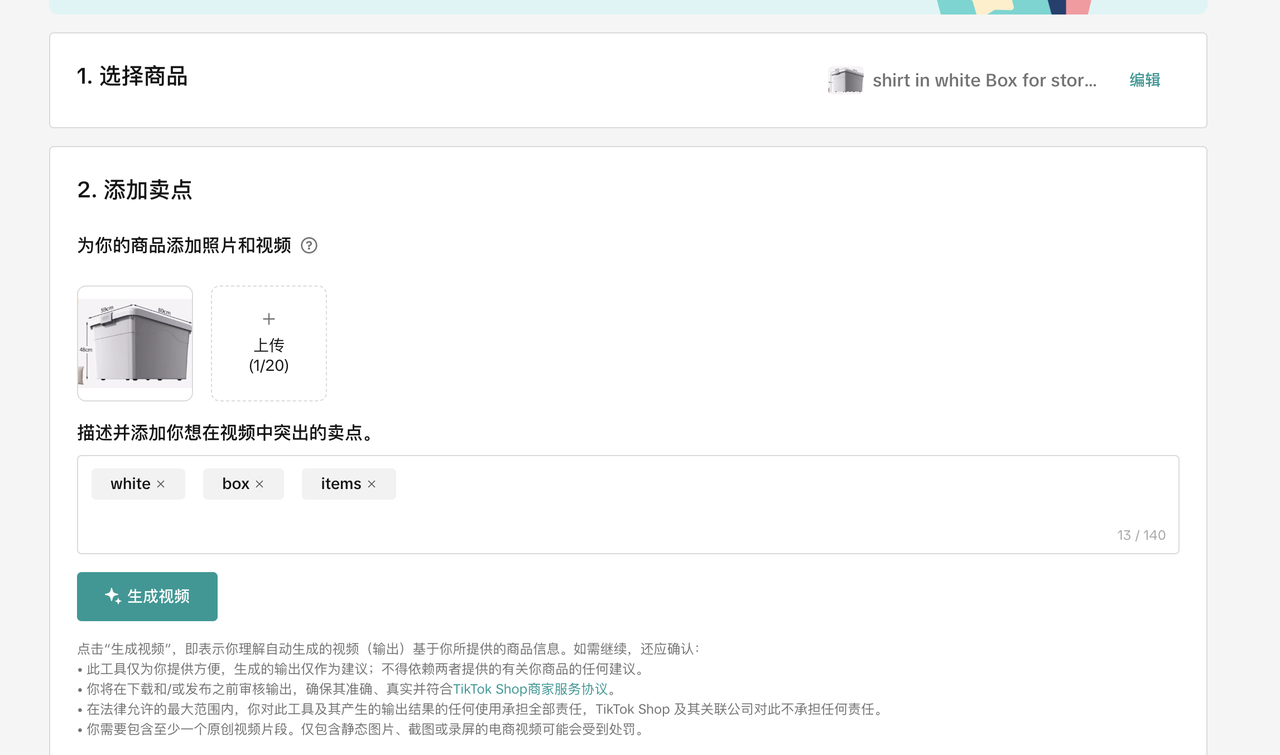 1. 选择商品
shirt in white Box for stor...
编辑
2. 添加卖点
为你的商品添加照片和视频 ?
59cm
80cm
48cm
+
上传
(1/20)
描述并添加你想在视频中突出的卖点。
white ×
box ×
items ×
13 / 140
生成视频
点击“生成视频”，即表示你理解自动生成的视频（输出）基于你所提供的商品信息。如需继续，还应确认：
• 此工具仅为你提供方便，生成的输出仅作为建议；不得依赖两者提供的有关你商品的任何建议。
• 你将在下载和/或发布之前审核输出，确保其准确、真实并符合TikTok Shop商家服务协议。
• 在法律允许的最大范围内，你对此工具及其产生的输出结果的任何使用承担全部责任，TikTok Shop 及其关联公司对此不承担任何责任。
• 你需要包含至少一个原创视频片段。仅包含静态图片、截图或录屏的电商视频可能会受到处罚。